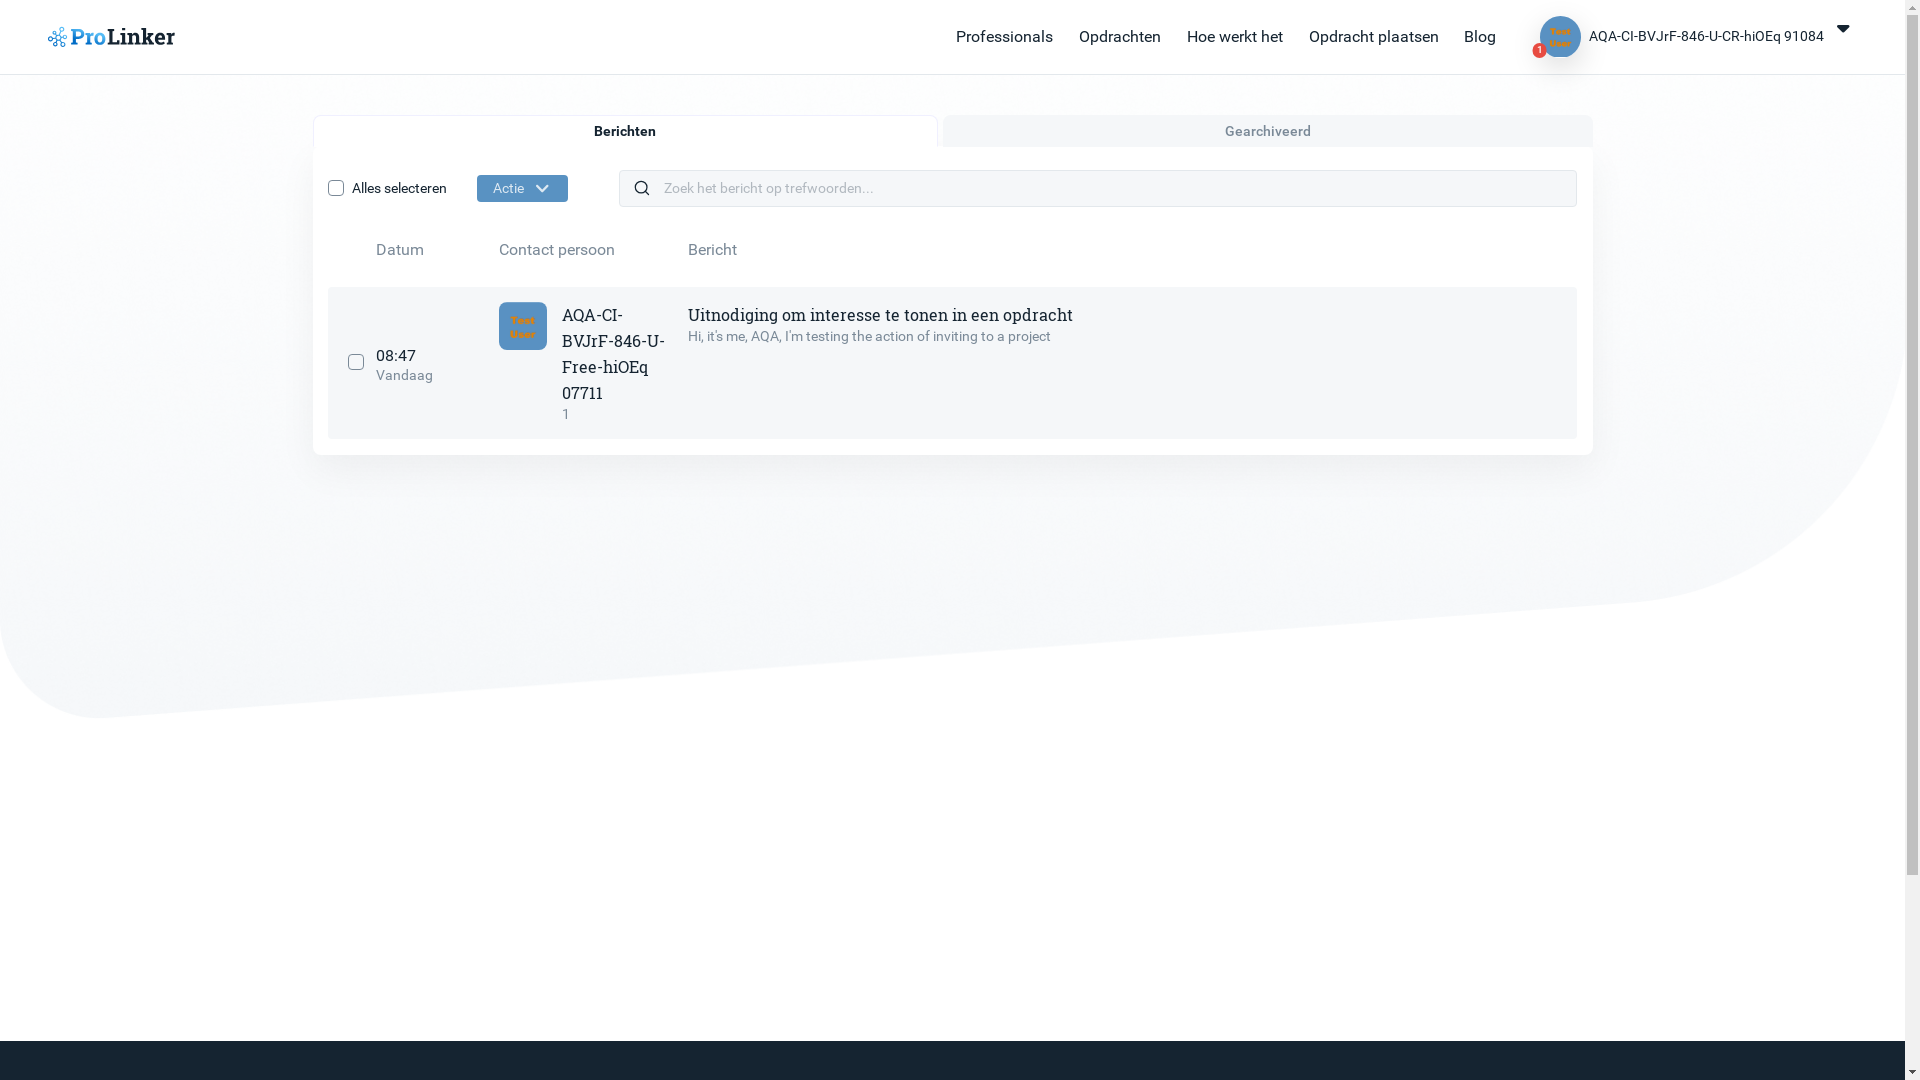 ProLinker
Professionals
Opdrachten
Hoe werkt het
Opdracht plaatsen
Blog
Test
User
1
AQA-CI-BVJrF-846-U-CR-hiOEq 91084
Berichten
Gearchiveerd
Alles selecteren
Actie
Zoek het bericht op trefwoorden...
Datum
Contact persoon
Bericht
08:47
Vandaag
Test
User
AQA-CI-
BVJrF-846-U-
Free-hiOEq
07711
1
Uitnodiging om interesse te tonen in een opdracht
Hi, it's me, AQA, I'm testing the action of inviting to a project